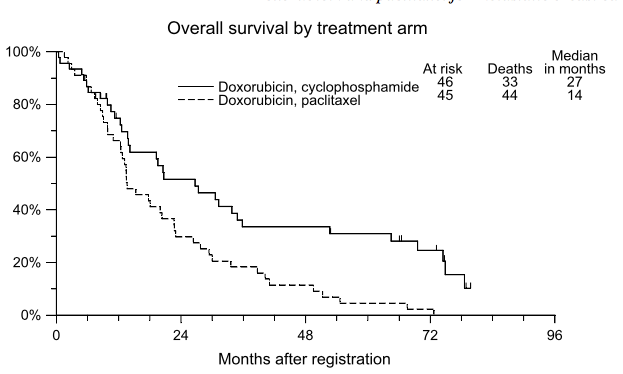 Overall survival by treatment arm
Median
At risk Deaths in months
Doxorubicin, cyclophosphamide 46 33 27
Doxorubicin, paclitaxel 45 44 14
100%
80%
60%
40%
20%
0%
0 24 48 72 96
Months after registration